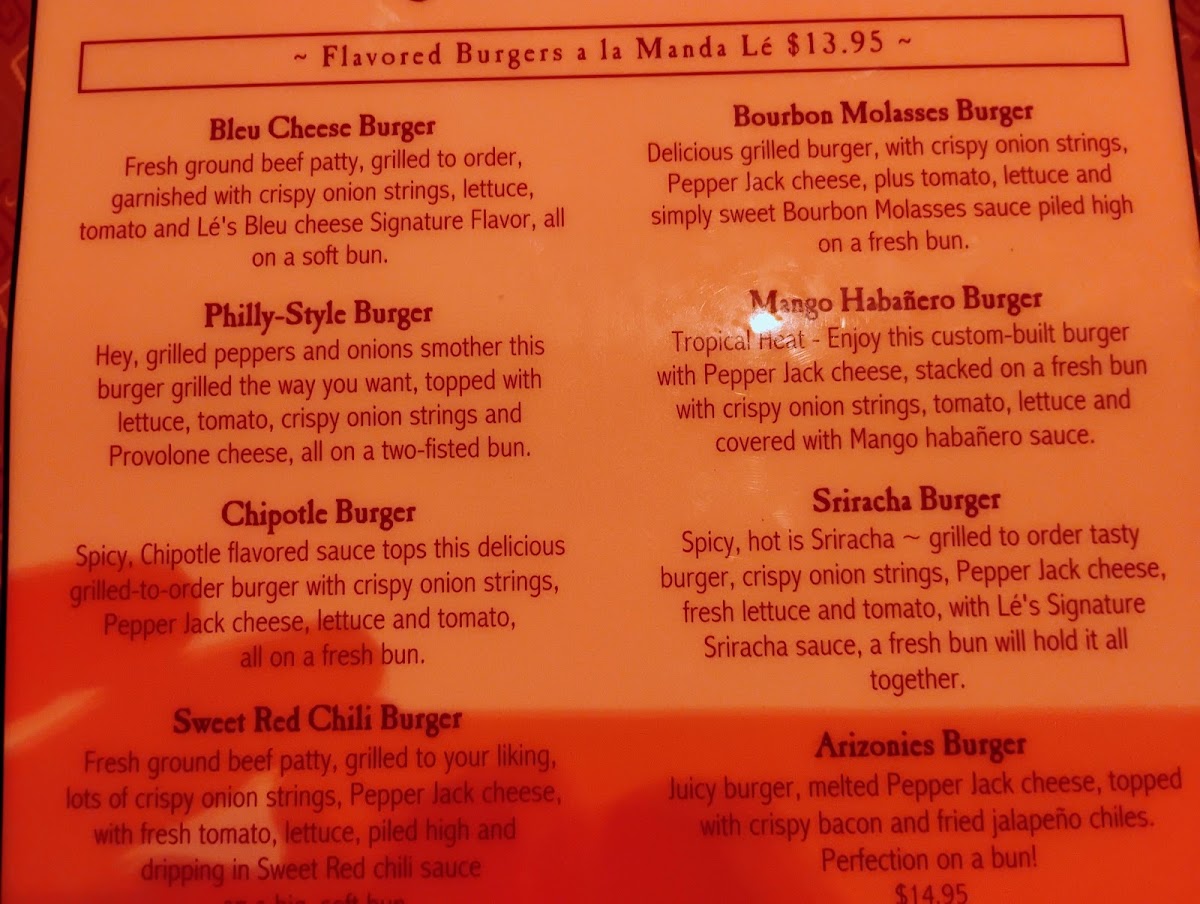 ~ Flavored Burgers a la Manda Lé $13.95 ~
Bleu Cheese Burger
Fresh ground beef patty, grilled to order,
garnished with crispy onion strings, lettuce,
tomato and Lé's Bleu cheese Signature Flavor, all
on a soft bun.
Philly-Style Burger
Hey, grilled peppers and onions smother this
burger grilled the way you want, topped with
lettuce, tomato, crispy onion strings and
Provolone cheese, all on a two-fisted bun.
Chipotle Burger
Spicy, Chipotle flavored sauce tops this delicious
grilled-to-order burger with crispy onion strings,
Pepper Jack cheese, lettuce and tomato,
all on a fresh bun.
Sweet Red Chili Burger
Fresh ground beef patty, grilled to your liking,
lots of crispy onion strings, Pepper Jack cheese,
with fresh tomato, lettuce, piled high and
dripping in Sweet Red chili sauce
on a big, soft bun
Bourbon Molasses Burger
Delicious grilled burger, with crispy onion strings,
Pepper Jack cheese, plus tomato, lettuce and
simply sweet Bourbon Molasses sauce piled high
on a fresh bun.
Mango Habañero Burger
Tropical Heat - Enjoy this custom-built burger
with Pepper Jack cheese, stacked on a fresh bun
with crispy onion strings, tomato, lettuce and
covered with Mango habañero sauce.
Sriracha Burger
Spicy, hot is Sriracha ~ grilled to order tasty
burger, crispy onion strings, Pepper Jack cheese,
fresh lettuce and tomato, with Lé's Signature
Sriracha sauce, a fresh bun will hold it all
together.
Arizonies Burger
Juicy burger, melted Pepper Jack cheese, topped
with crispy bacon and fried jalapeño chiles.
Perfection on a bun!
$14.95